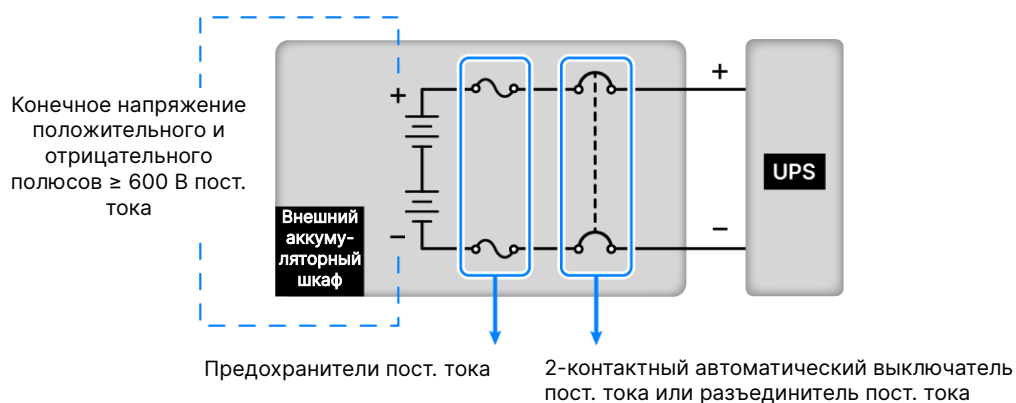 Конечное напряжение
положительного и
отрицательного
полюсов ≥ 600 В пост.
тока
+
−
Внешний
аккуму-
ляторный
шкаф
+
−
UPS
Предохранители пост. тока
2-контактный автоматический выключатель
пост. тока или разъединитель пост. тока